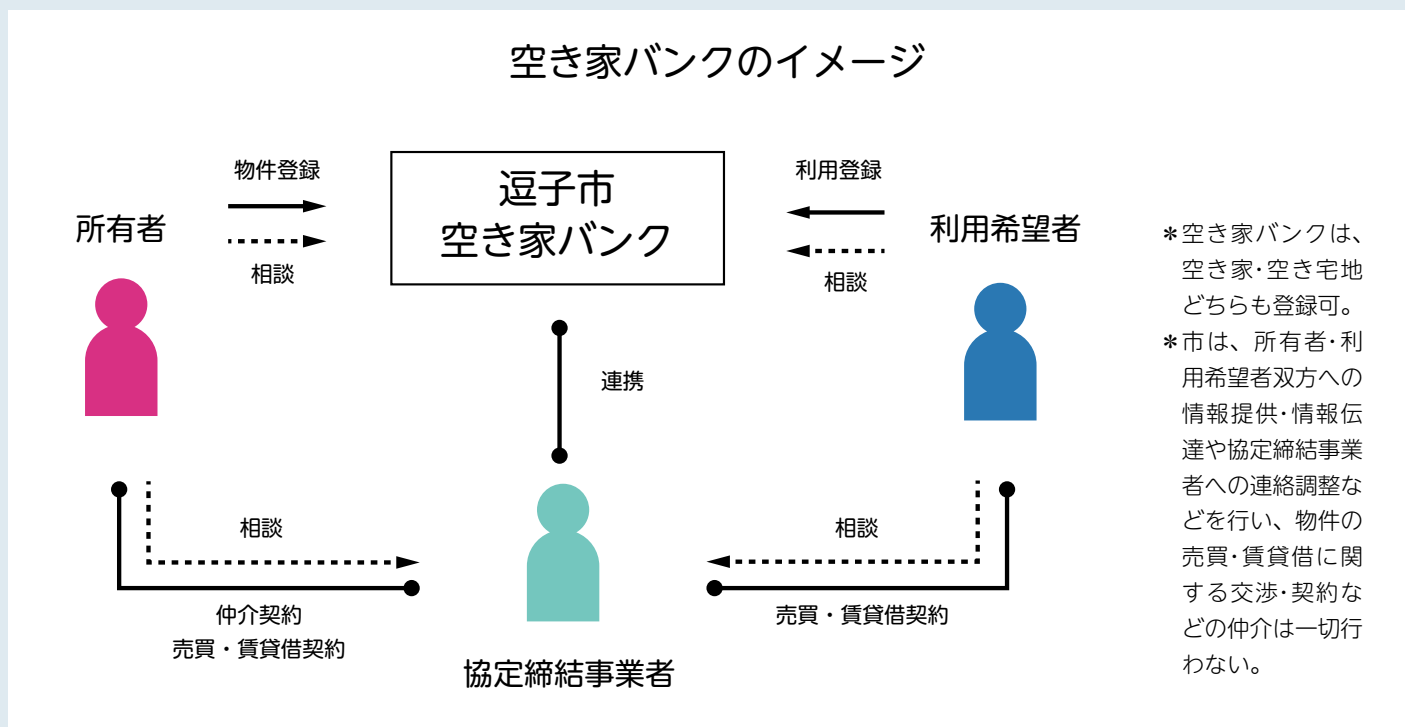 空き家バンクのイメージ
物件登録
相談
所有者
逗子市
空き家バンク
利用登録
相談
利用希望者
連携
相談
仲介契約
売買・賃貸借契約
相談
売買・賃貸借契約
協定締結事業者
＊空き家バンクは、
空き家・空き宅地
どちらも登録可。
＊市は、所有者・利
用希望者双方への
情報提供・情報伝
達や協定締結事業
者への連絡調整な
どを行い、物件の
売買・賃貸借に関
する交渉・契約な
どの仲介は一切行
わない。